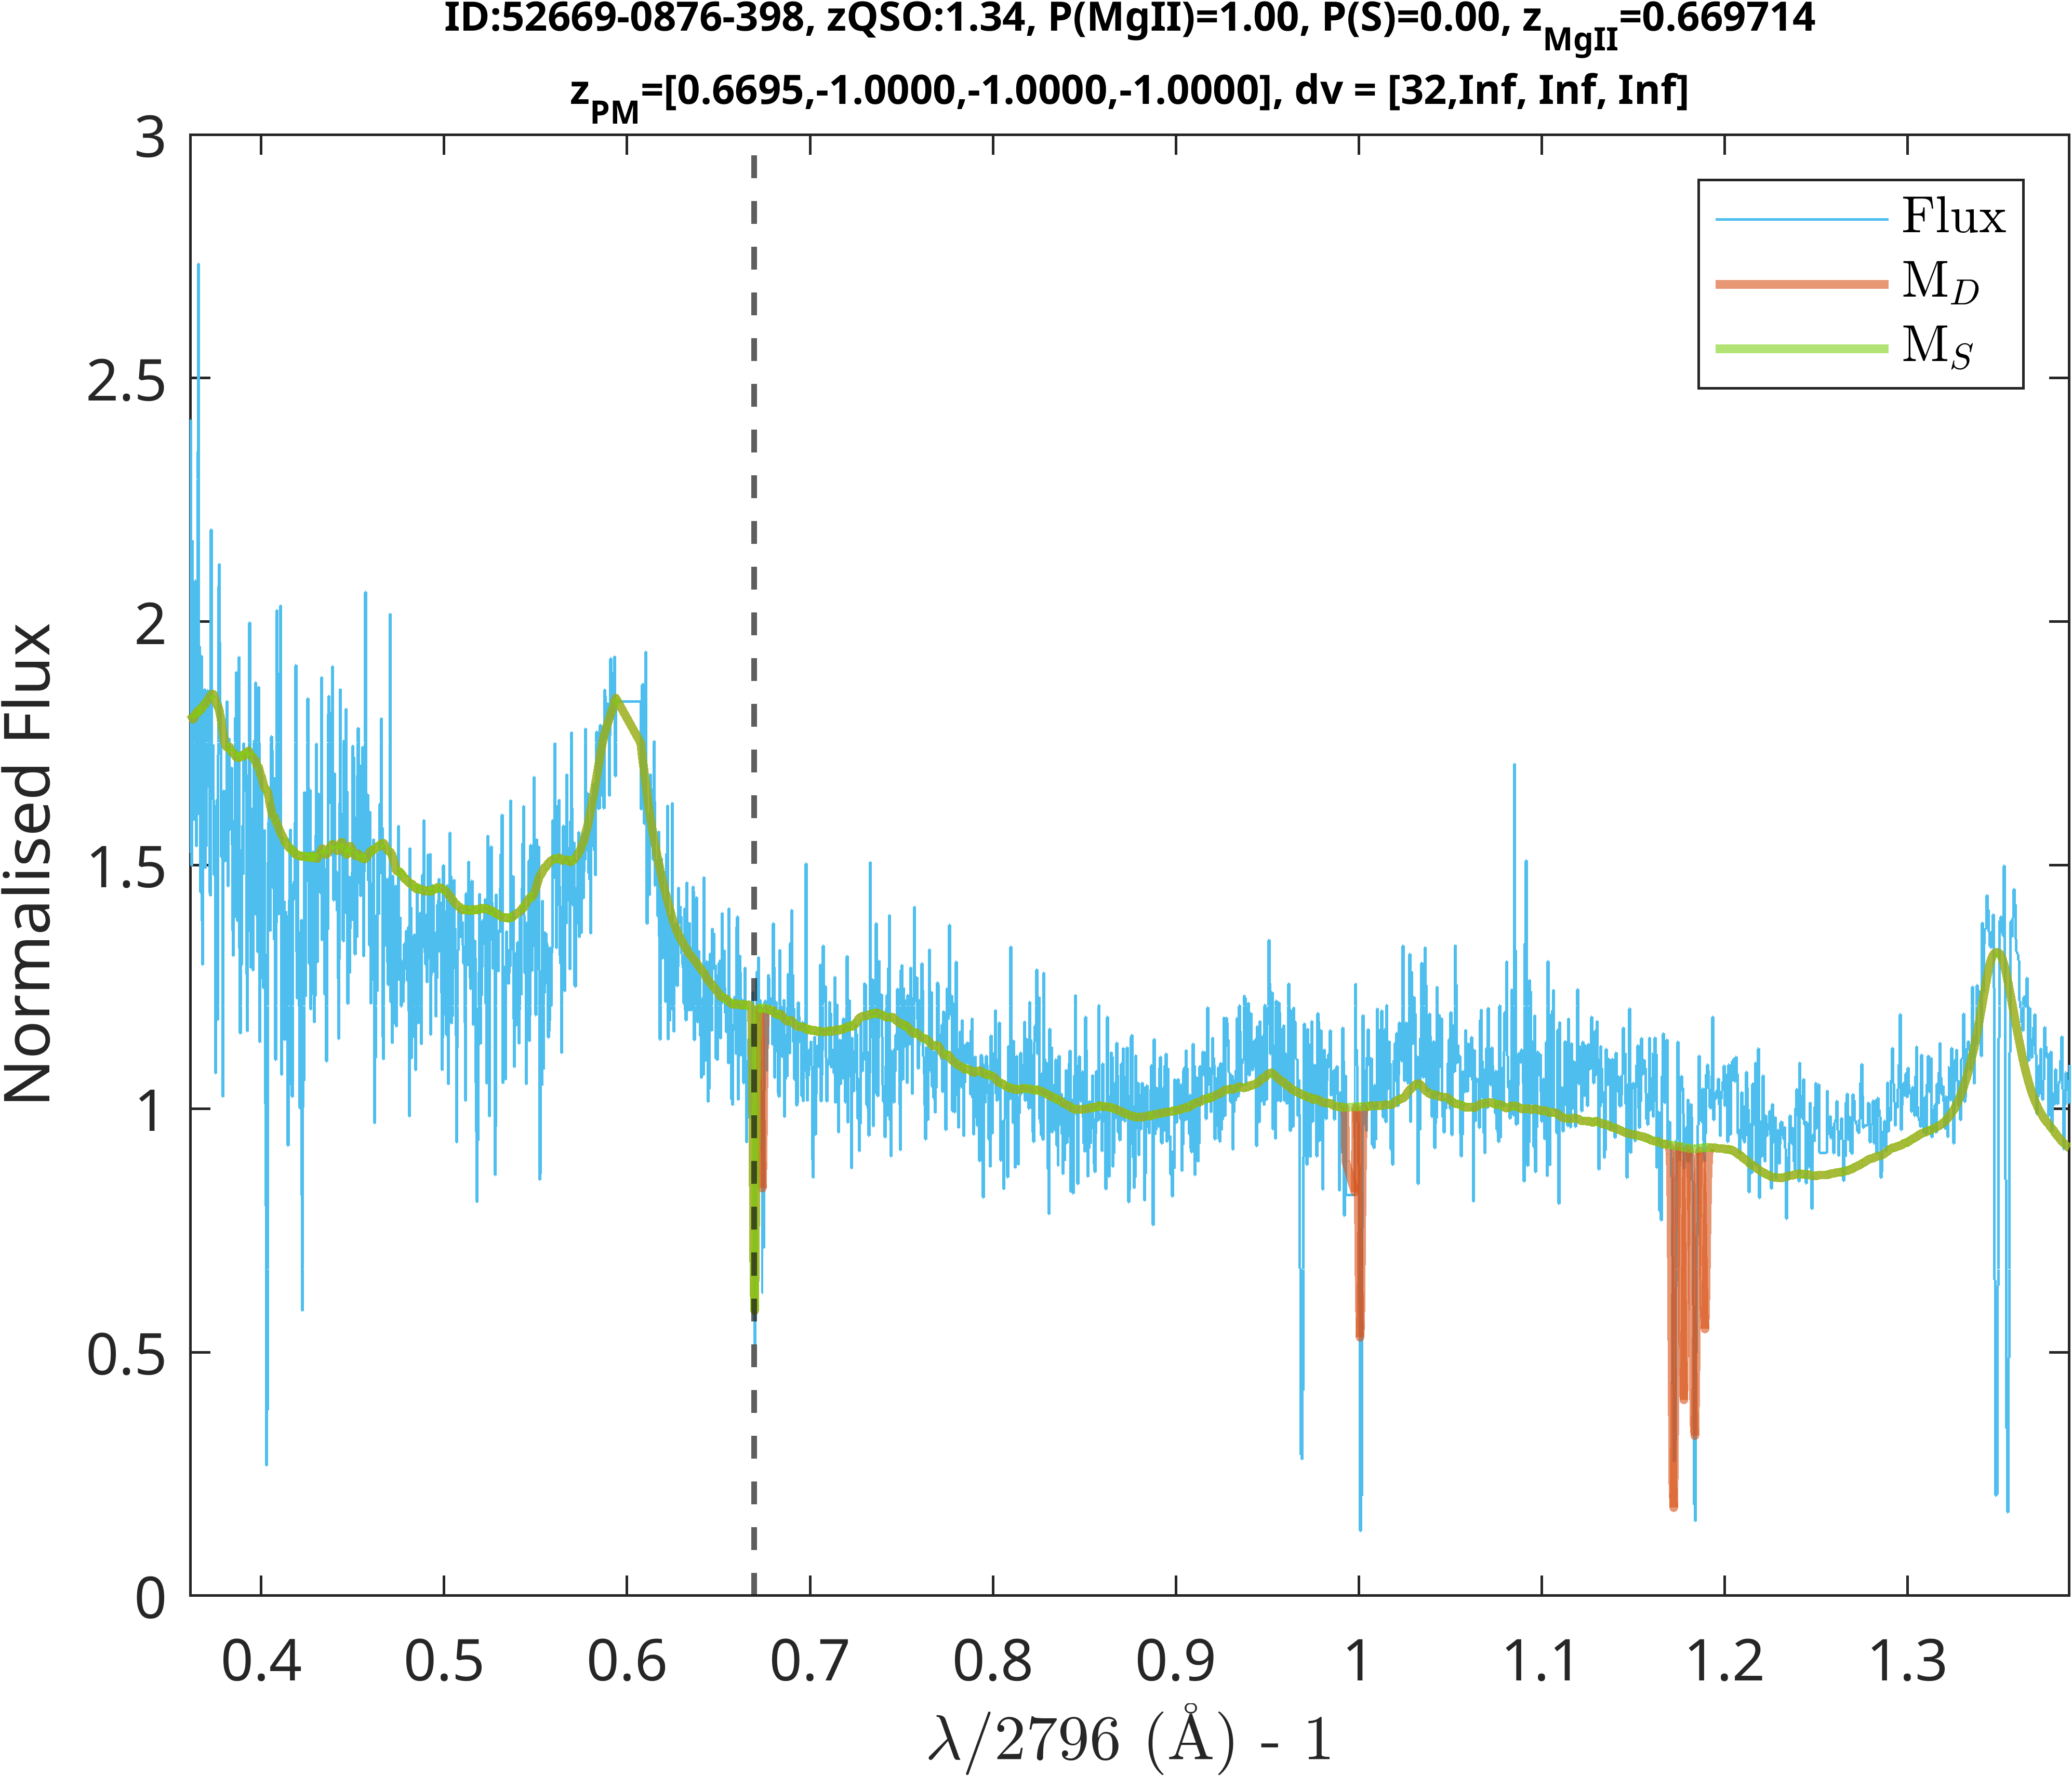 ID:52669-0876-398, zQSO:1.34, P(MgII)=1.00, P(S)=0.00, zMgII=0.669714
zPM=[0.6695,-1.0000,-1.0000,-1.0000], dv = [32,Inf, Inf, Inf]
Flux
MD
MS
3
2.5
2
1.5
1
0.5
0
Normalised Flux
0.4 0.5 0.6 0.7 0.8 0.9 1 1.1 1.2 1.3
λ/2796 (Å) - 1